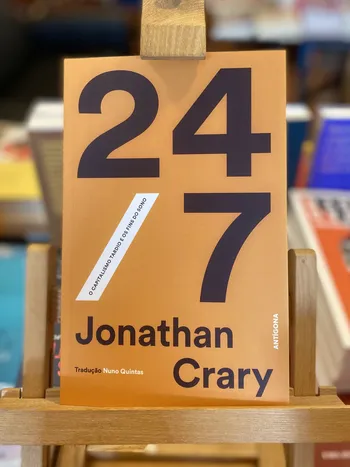 24
/7
O CAPITALISMO TARDIO E OS FINS DO SONO
Jonathan
Crary
Tradução Nuno Quintas
ANTÍGONA